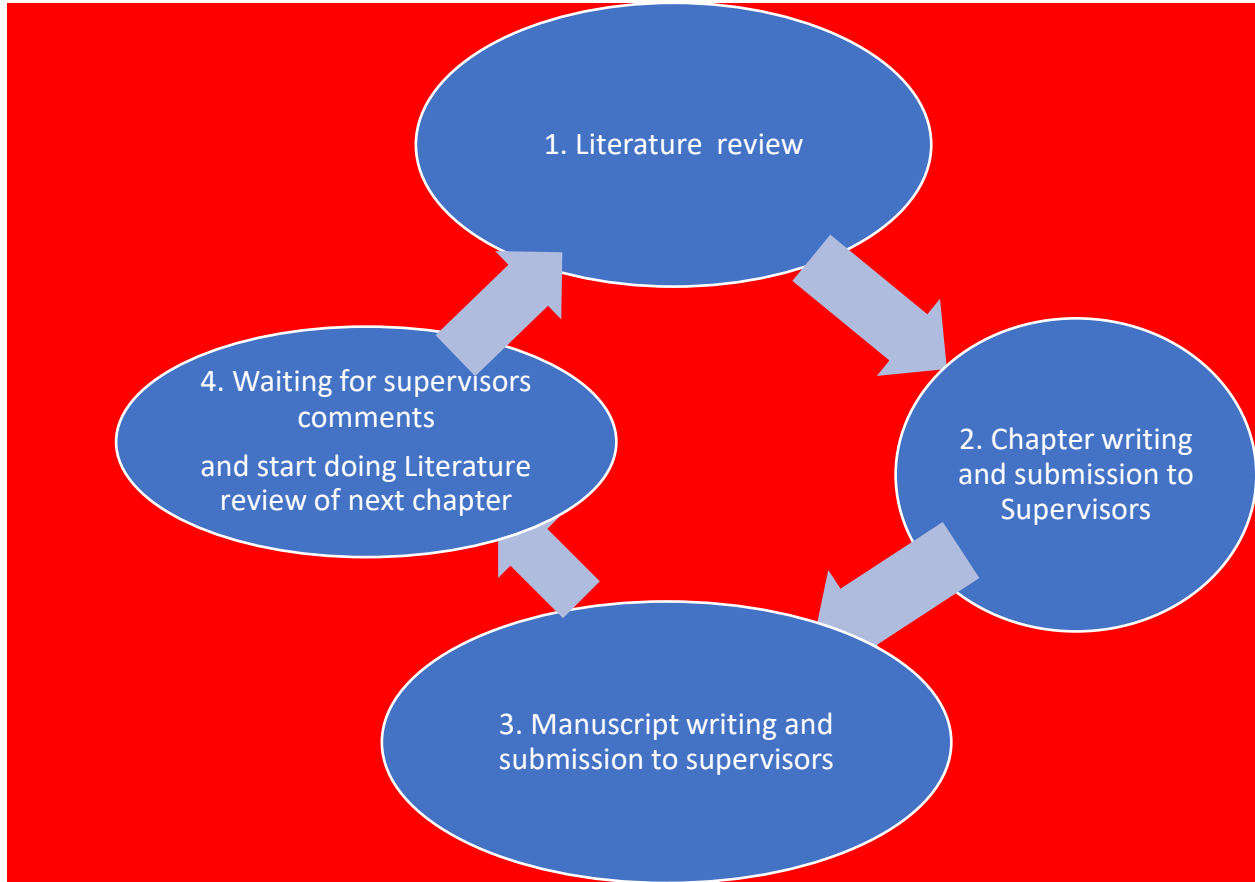 1. Literature  review
2. Chapter writing
and submission to
Supervisors
3. Manuscript writing and
submission to supervisors
4. Waiting for supervisors
comments
and start doing Literature
review of next chapter